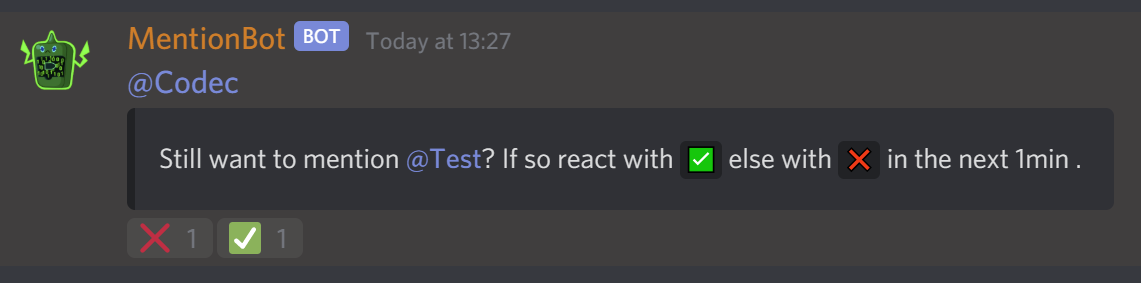 MentionBot BOT Today at 13:27
@Codec
Still want to mention @Test? If so react with ✅ else with ❌ in the next 1min .
❌ 1 ✅ 1